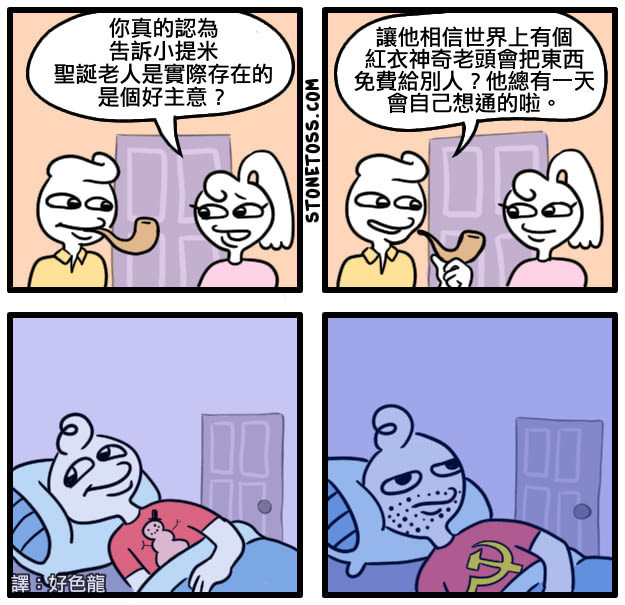 你真的認為
告訴小提米
聖誕老人是實際存在的
是個好主意？
讓他相信世界上有個
紅衣神奇老頭會把東西
免費給別人？他總有一天
會自己想通的啦。
STONETOSS.COM
譯：好色龍